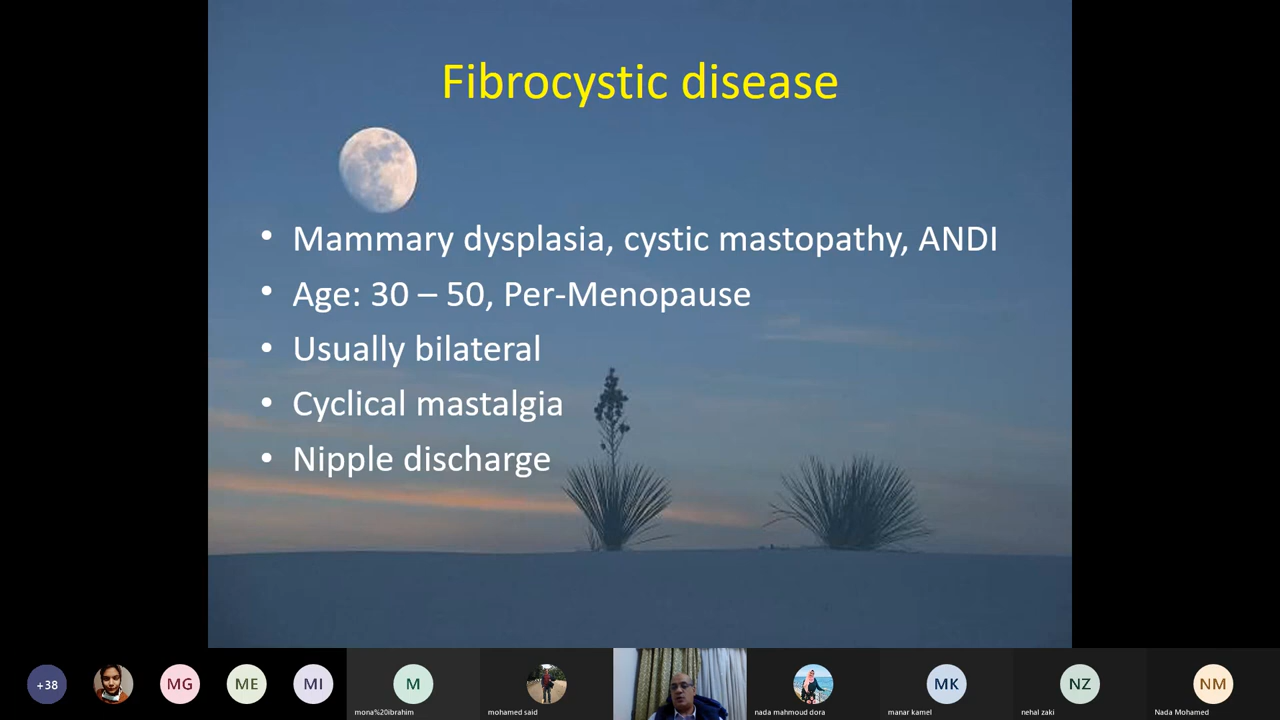 Fibrocystic disease
• Mammary dysplasia, cystic mastopathy, ANDI
• Age: 30 – 50, Per-Menopause
• Usually bilateral
• Cyclical mastalgia
• Nipple discharge
+38
MG
ME
MI
M
MK
NZ
NM
mona%20ibrahim
mohamed said
nada mahmoud dora
manar kamel
nehal zaki
Nada Mohamed